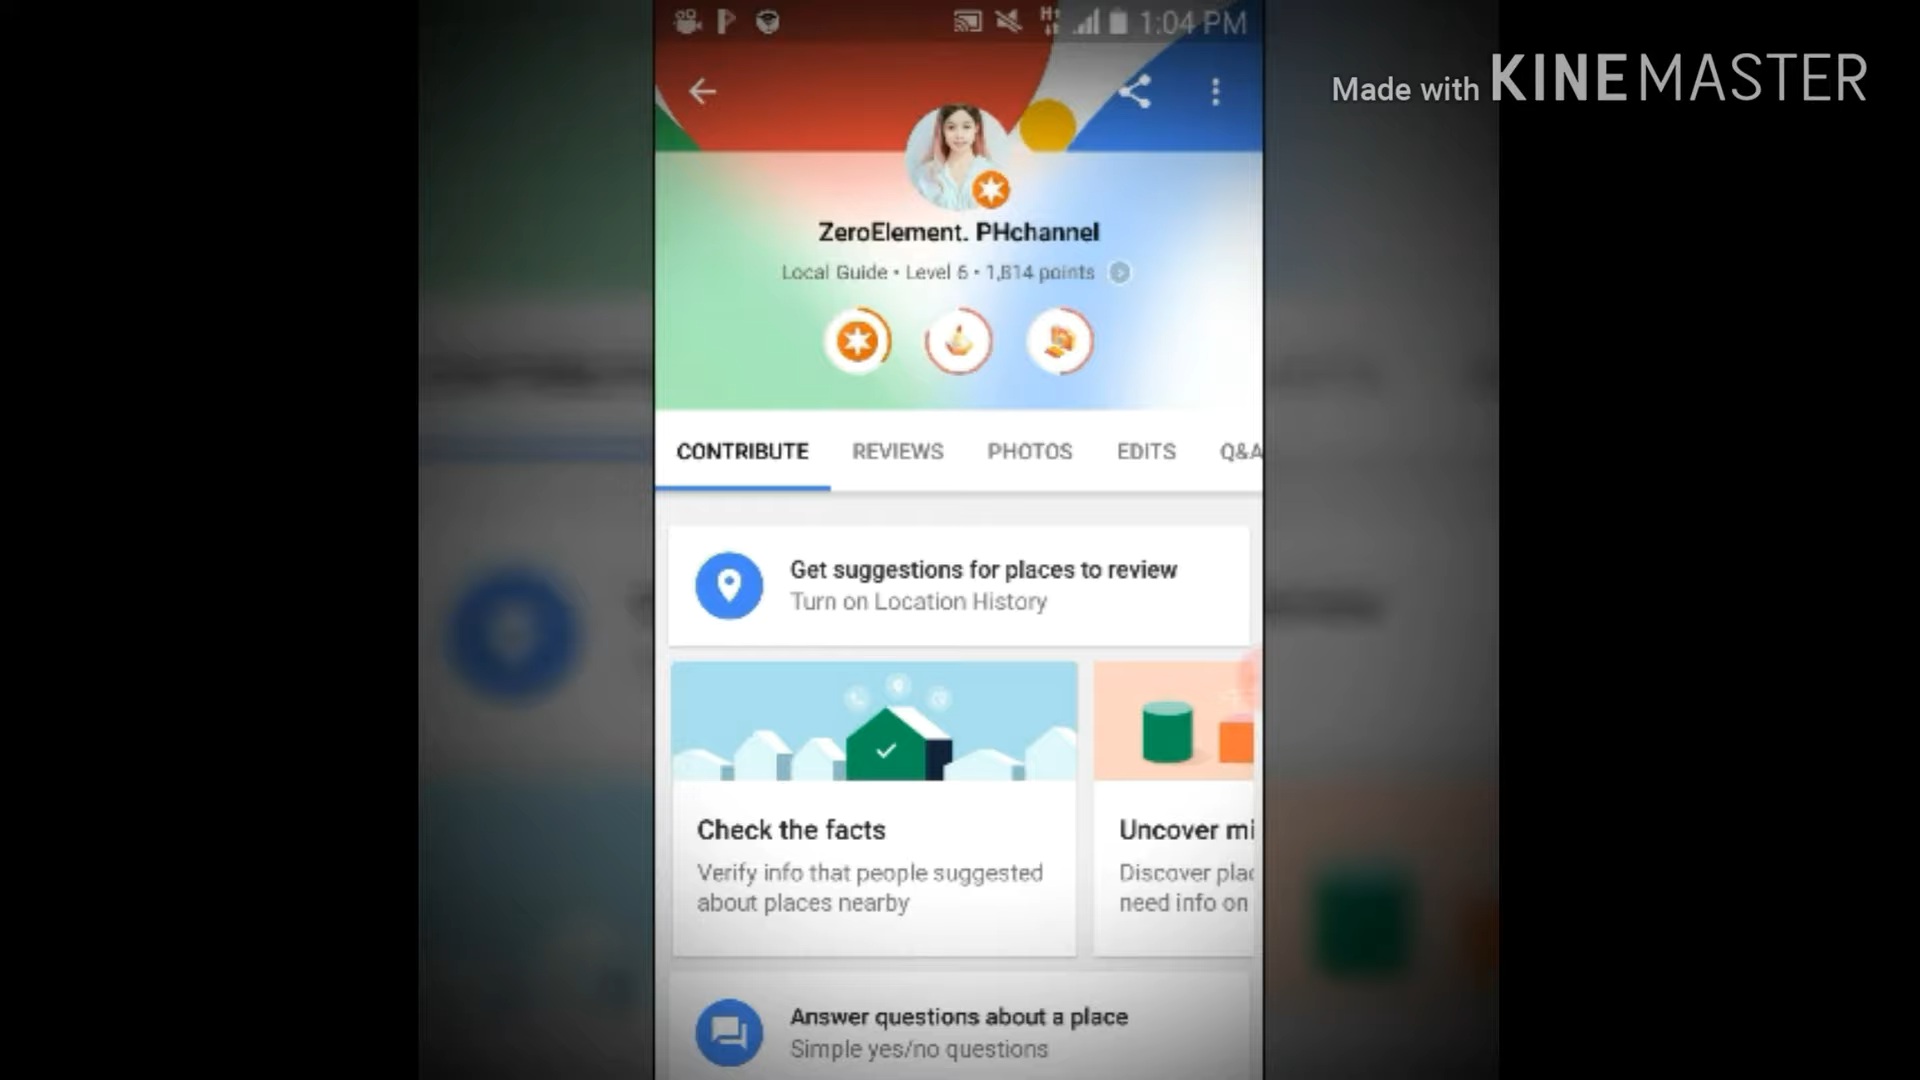 1:04 PM
Made with KINEMASTER
ZeroElement. PHchannel
Local Guide • Level 6 • 1,814 points
CONTRIBUTE REVIEWS PHOTOS EDITS Q&A
Get suggestions for places to review
Turn on Location History
Check the facts
Verify info that people suggested
about places nearby
Uncover mi
Discover plac
need info on
Answer questions about a place
Simple yes/no questions